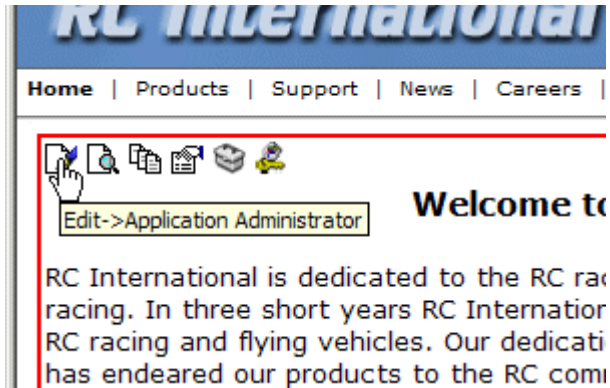 RC International
Home | Products | Support | News | Careers |
Edit->Application Administrator
Welcome to
RC International is dedicated to the RC rac
racing. In three short years RC Internation
RC racing and flying vehicles. Our dedicati
has endeared our products to the RC comm